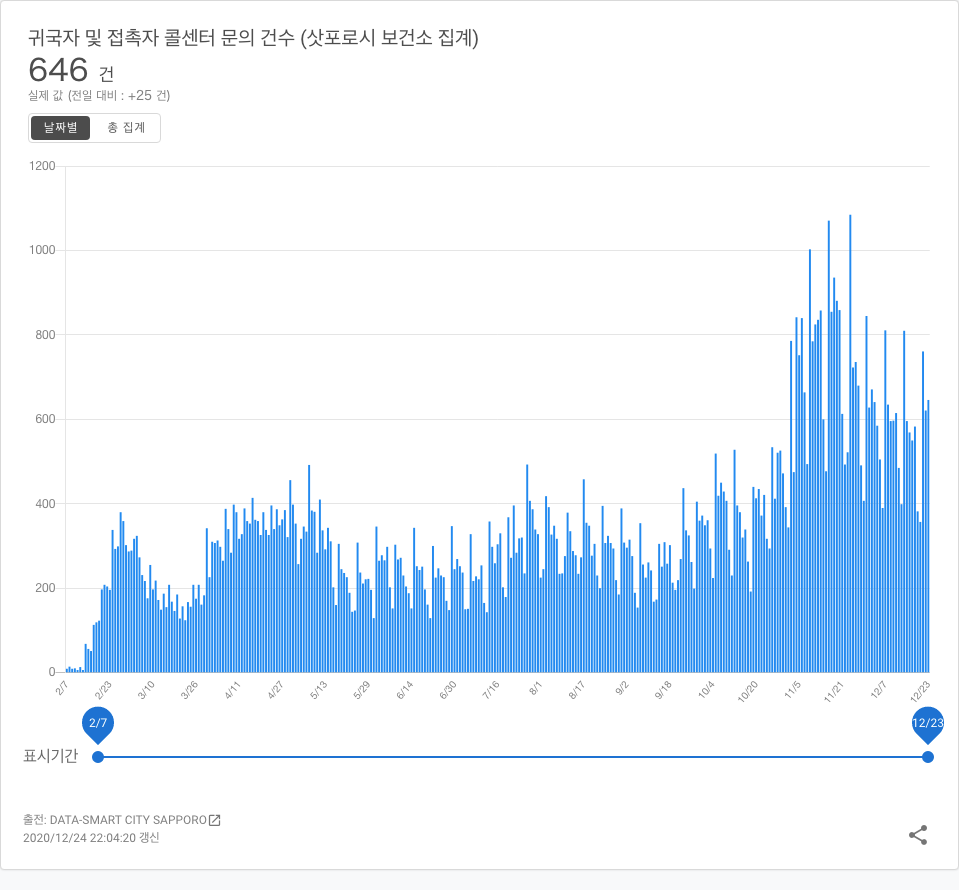 귀국자 및 접촉자 콜센터 문의 건수 (삿포로시 보건소 집계)
646 건
실제 값 (전일 대비 : +25 건)
날짜별 총 집계
1200
1000
800
600
400
200
0
2/7 2/23 3/10 3/26 4/11 4/27 5/13 5/29 6/14 6/30 7/16 8/1 8/17 9/2 9/18 10/4 10/20 11/5 11/21 12/7 12/23
2/7 12/23
표시기간
출전: DATA-SMART CITY SAPPORO
2020/12/24 22:04:20 갱신